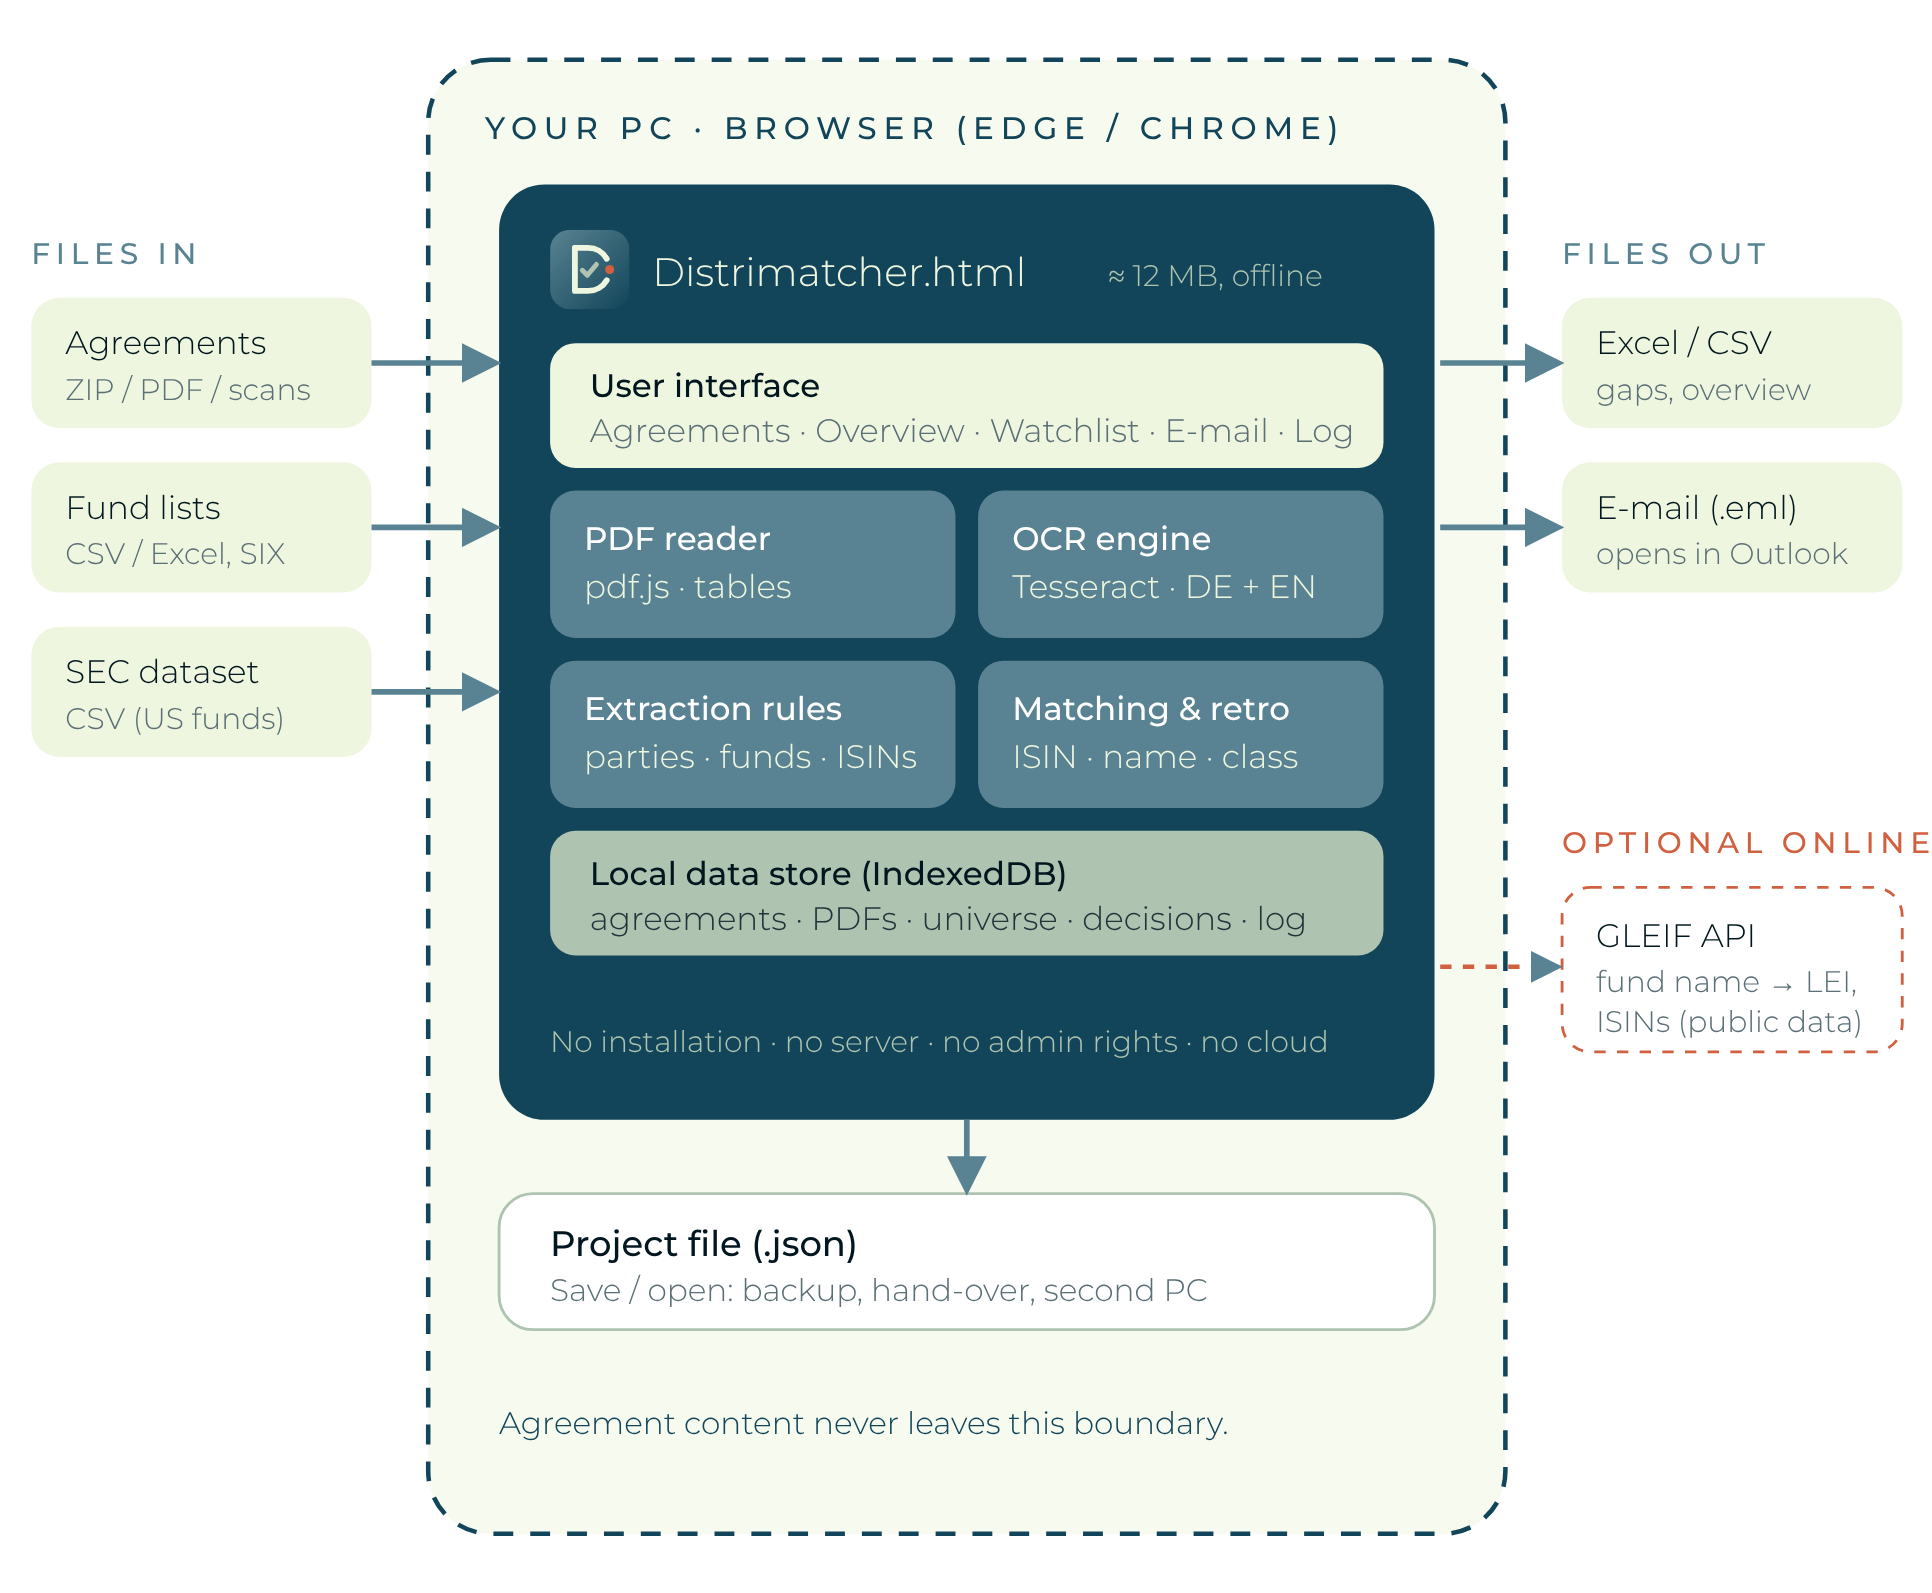 YOUR PC · BROWSER (EDGE / CHROME)
FILES IN
Agreements
ZIP / PDF / scans
Fund lists
CSV / Excel, SIX
SEC dataset
CSV (US funds)
Distrimatcher.html
≈ 12 MB, offline
User interface
Agreements · Overview · Watchlist · E-mail · Log
PDF reader
pdf.js · tables
OCR engine
Tesseract · DE + EN
Extraction rules
parties · funds · ISINs
Matching & retro
ISIN · name · class
Local data store (IndexedDB)
agreements · PDFs · universe · decisions · log
No installation · no server · no admin rights · no cloud
Project file (.json)
Save / open: backup, hand-over, second PC
Agreement content never leaves this boundary.
FILES OUT
Excel / CSV
gaps, overview
E-mail (.eml)
opens in Outlook
OPTIONAL ONLINE
GLEIF API
fund name → LEI,
ISINs (public data)